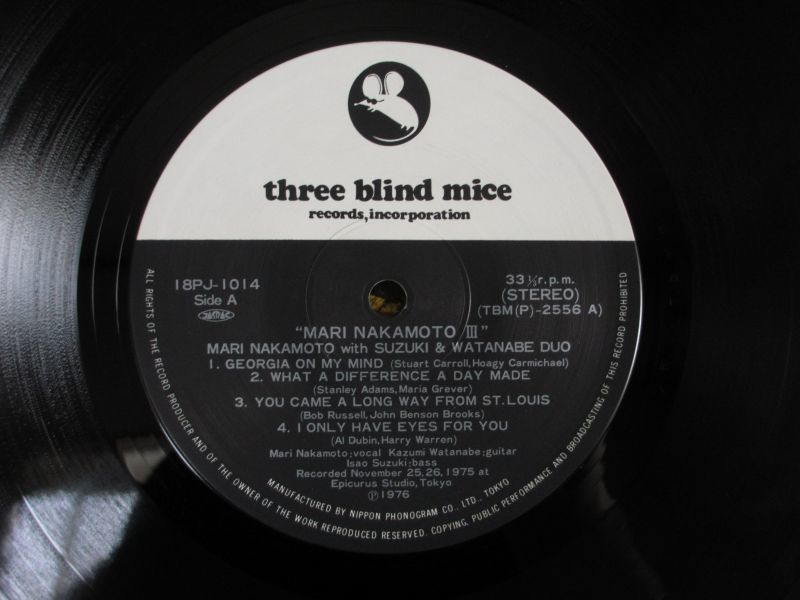 three blind mice
records, incorporation
18PJ-1014
Side A
JASRAC
33 ⅓ r.p.m.
(STEREO)
(TBM(P)-2556 A)
"MARI NAKAMOTO III"
MARI NAKAMOTO with SUZUKI & WATANABE DUO
1. GEORGIA ON MY MIND (Stuart Carroll, Hoagy Carmichael)
2. WHAT A DIFFERENCE A DAY MADE
(Stanley Adams, Maria Grever)
3. YOU CAME A LONG WAY FROM ST. LOUIS
(Bob Russell, John Benson Brooks)
4. I ONLY HAVE EYES FOR YOU
(Al Dubin, Harry Warren)
Mari Nakamoto; vocal Kazumi Watanabe; guitar
Isao Suzuki; bass
Recorded November 25, 26, 1975 at
Epicurus Studio, Tokyo
Ⓟ1976
MANUFACTURED BY NIPPON PHONOGRAM CO., LTD., TOKYO
ALL RIGHTS OF THE RECORD PRODUCER AND OF THE OWNER OF THE WORK REPRODUCED RESERVED. COPYING, PUBLIC PERFORMANCE AND BROADCASTING OF THIS RECORD PROHIBITED